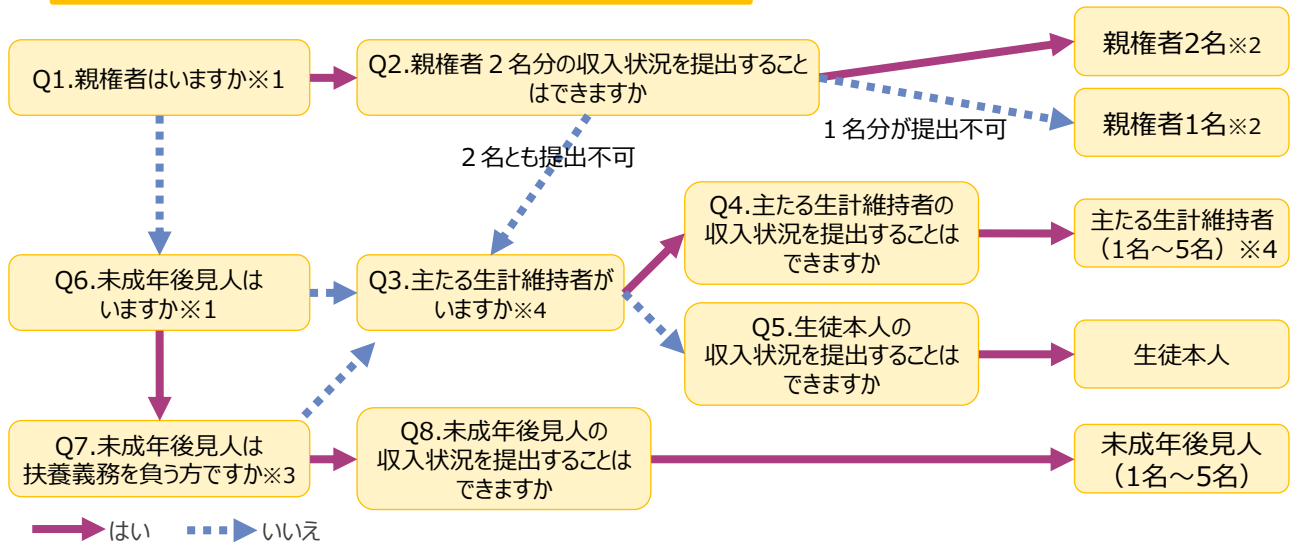 Q1.親権者はいますか※1
Q2.親権者２名分の収入状況を提出すること
はできますか
親権者2名※2
親権者1名※2
１名分が提出不可
２名とも提出不可
Q4.主たる生計維持者の
収入状況を提出することは
できますか
主たる生計維持者
（1名～5名）※4
Q6.未成年後見人は
いますか※1
Q3.主たる生計維持者が
いますか※4
Q5.生徒本人の
収入状況を提出することは
できますか
生徒本人
Q7.未成年後見人は
扶養義務を負う方ですか※3
Q8.未成年後見人の
収入状況を提出することは
できますか
未成年後見人
（1名～5名）
はい
いいえ